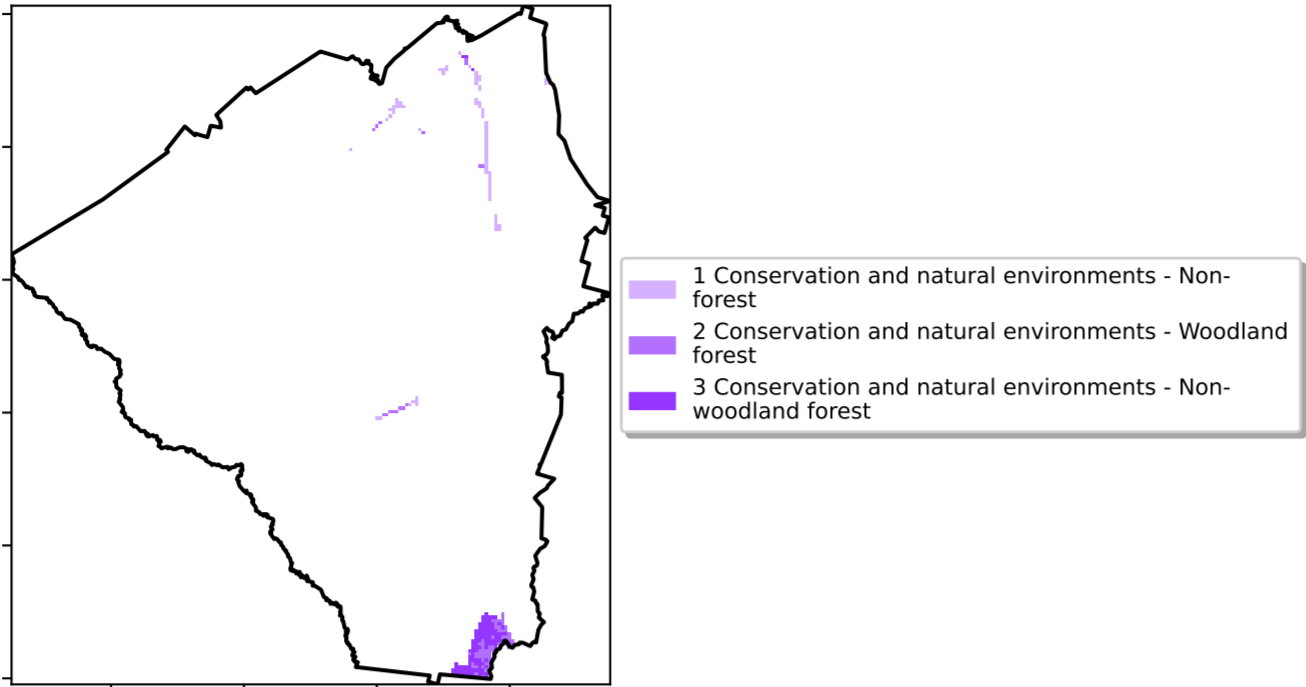 1 Conservation and natural environments - Non-
forest
2 Conservation and natural environments - Woodland
forest
3 Conservation and natural environments - Non-
woodland forest